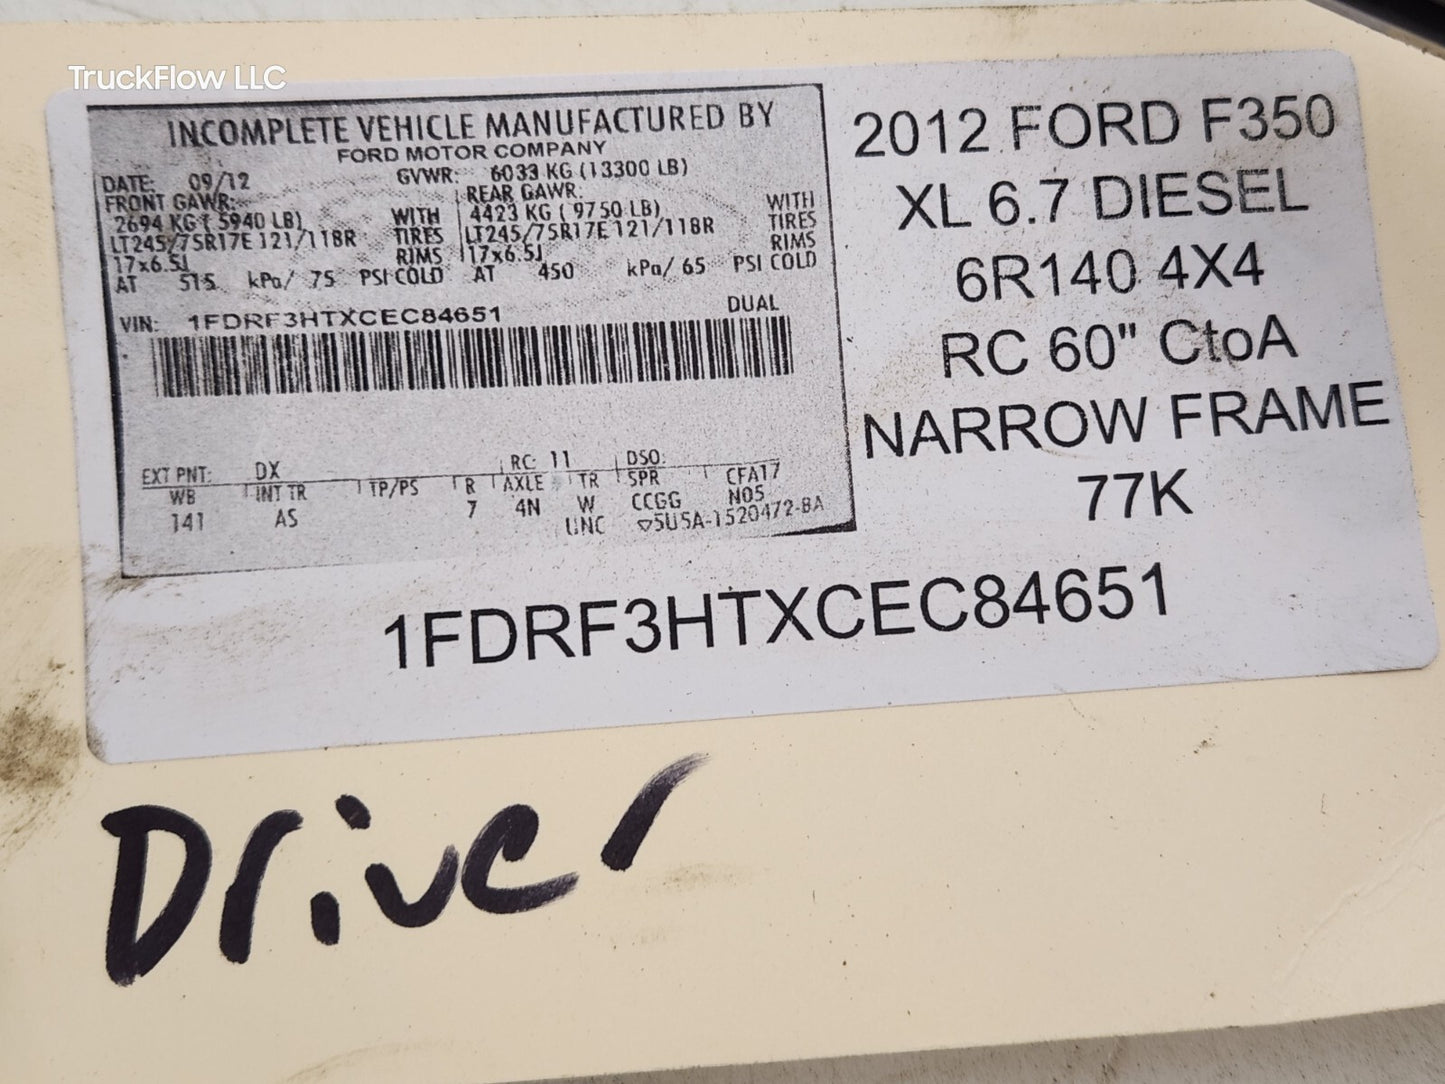 TruckFlow LLC
INCOMPLETE VEHICLE MANUFACTURED BY
FORD MOTOR COMPANY
DATE: 09/12 GVWR: 6033 KG (13300 LB)
FRONT GAWR: REAR GAWR:
2694 KG ( 5940 LB) WITH 4423 KG ( 9750 LB) WITH
LT245/75R17E 121/118R TIRES LT245/75R17E 121/118R TIRES
17x6.5J RIMS 17x6.5J RIMS
AT 515 kPa/ 75 PSI COLD AT 450 kPa/ 65 PSI COLD
VIN: 1FDRF3HTXCEC84651 DUAL
EXT PNT: DX RC: 11 DSO:
WB INT TR TP/PS R AXLE TR SPR CFA17
141 AS 7 4N W CCGG N05
UNC ▽5U5A-1520472-BA
2012 FORD F350
XL 6.7 DIESEL
6R140 4X4
RC 60" CtoA
NARROW FRAME
77K
1FDRF3HTXCEC84651
Driver